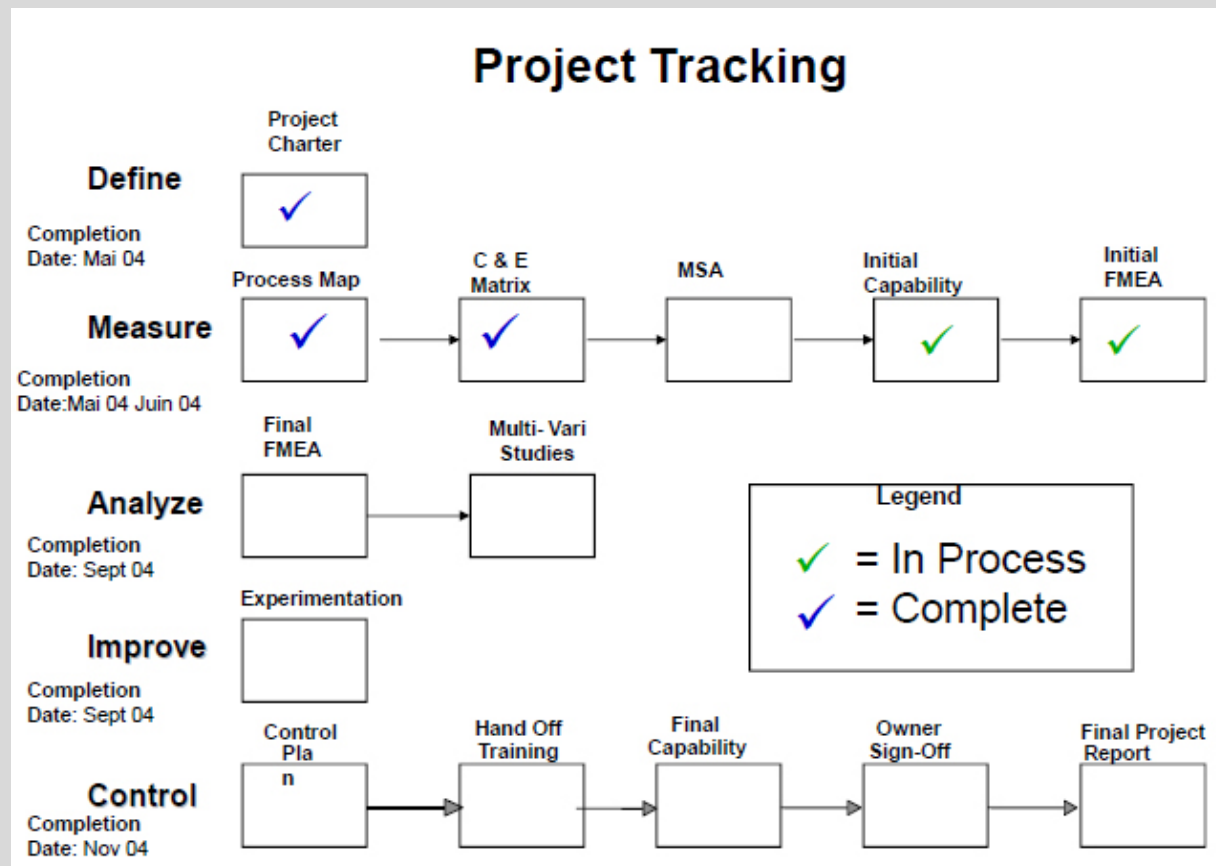 Project Tracking
Project
Charter
Define
Completion
Date: Mai 04
Process Map
C & E
Matrix
MSA
Initial
Capability
Initial
FMEA
Measure
Completion
Date:Mai 04 Juin 04
Final
FMEA
Multi- Vari
Studies
Analyze
Completion
Date: Sept 04
Legend
= In Process
= Complete
Experimentation
Improve
Completion
Date: Sept 04
Control
Pla
n
Hand Off
Training
Final
Capability
Owner
Sign-Off
Final Project
Report
Control
Completion
Date: Nov 04